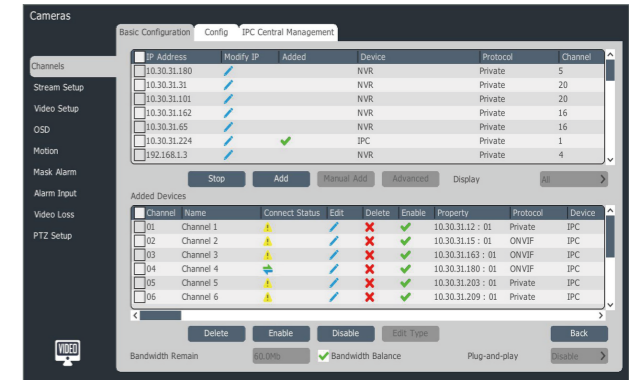 Cameras
Basic Configuration Config IPC Central Management
Channels
Stream Setup
Video Setup
OSD
Motion
Mask Alarm
Alarm Input
Video Loss
PTZ Setup
VIDEO
IP Address Modify IP Added Device Protocol Channel
10.30.31.180 NVR Private 5
10.30.31.31 NVR Private 20
10.30.31.101 NVR Private 20
10.30.31.162 NVR Private 16
10.30.31.65 NVR Private 16
10.30.31.224 IPC Private 1
192.168.1.3 NVR Private 4
Stop Add Manual Add Advanced Display All
Added Devices
Channel Name Connect Status Edit Delete Enable Property Protocol Device
01 Channel 1 10.30.31.12 : 01 Private IPC
02 Channel 2 10.30.31.15 : 01 ONVIF IPC
03 Channel 3 10.30.31.163 : 01 ONVIF IPC
04 Channel 4 10.30.31.180 : 01 ONVIF IPC
05 Channel 5 10.30.31.203 : 01 Private IPC
06 Channel 6 10.30.31.209 : 01 Private IPC
Delete Enable Disable Edit Type Back
Bandwidth Remain 60.0Mb Bandwidth Balance Plug-and-play Disable